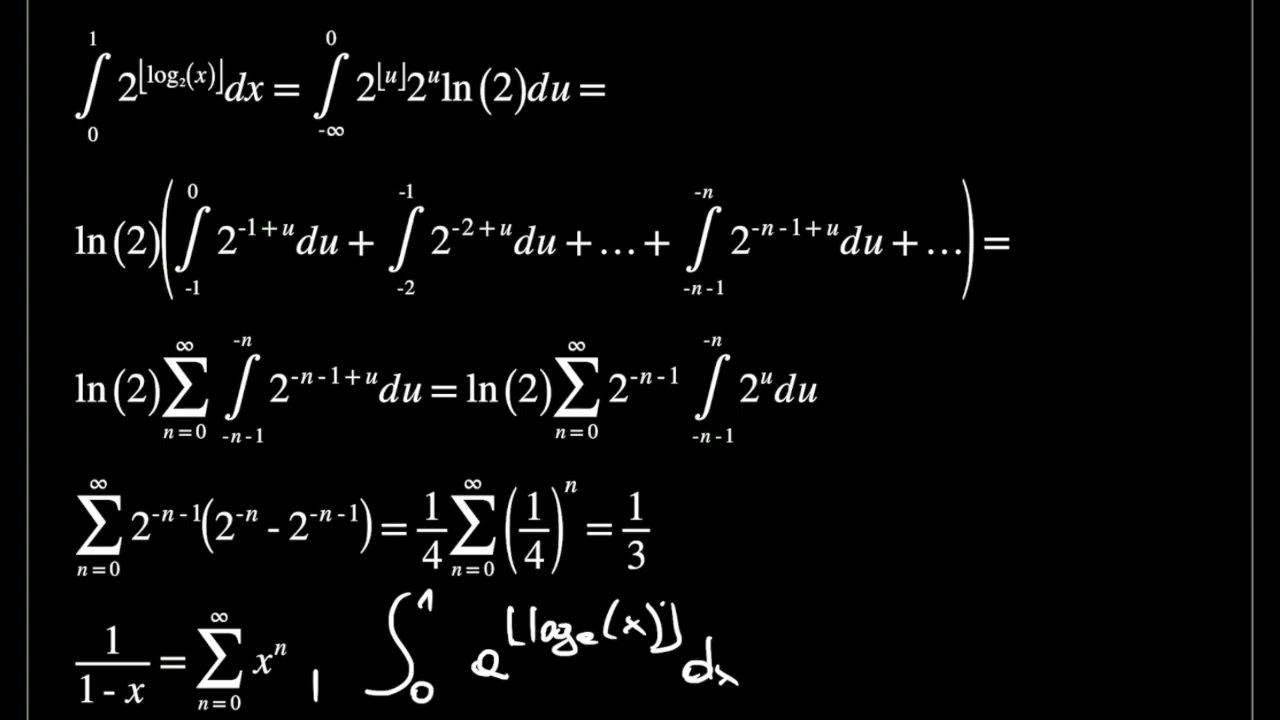 ∫₀¹ 2^⌊log₂(x)⌋ dx = ∫_{-∞}^{0} 2^⌊u⌋ 2^u ln(2) du =
ln(2)( ∫_{-1}^{0} 2^{-1+u} du + ∫_{-2}^{-1} 2^{-2+u} du + ... + ∫_{-n-1}^{-n} 2^{-n-1+u} du + ... ) =
ln(2) ∑_{n=0}^{∞} ∫_{-n-1}^{-n} 2^{-n-1+u} du = ln(2) ∑_{n=0}^{∞} 2^{-n-1} ∫_{-n-1}^{-n} 2^u du
∑_{n=0}^{∞} 2^{-n-1}(2^{-n} - 2^{-n-1}) = 1/4 ∑_{n=0}^{∞} (1/4)^n = 1/3
1/(1-x) = ∑_{n=0}^{∞} x^n , ∫₀¹ e^⌊log_e(x)⌋ dx